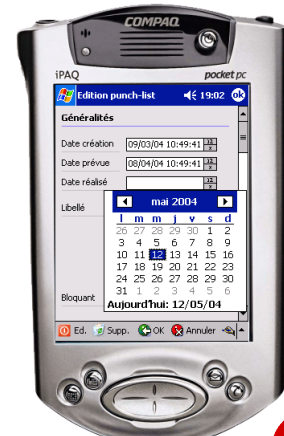 COMPAQ
iPAQ pocket pc
Edition punch-list 19:02 ok
Généralités
Date création 09/03/04 10:49:41
Date prévue 08/04/04 10:49:41
Date réalisé
mai 2004
Libellé
l m m j v s d
26 27 28 29 30 1 2
3 4 5 6 7 8 9
10 11 12 13 14 15 16
17 18 19 20 21 22 23
24 25 26 27 28 29 30
31 1 2 3 4 5 6
Bloquant
Aujourd'hui: 12/05/04
Ed. Supp. OK Annuler